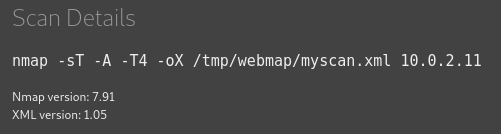 Scan Details
nmap -sT -A -T4 -oX /tmp/webmap/myscan.xml 10.0.2.11
Nmap version: 7.91
XML version: 1.05